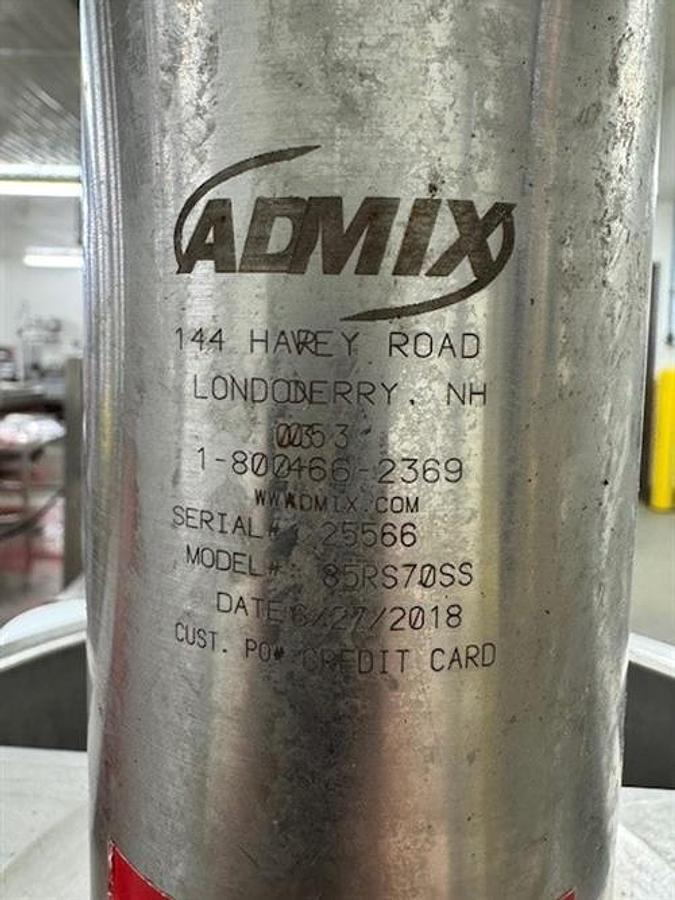 ADMIX
144 HARVEY ROAD
LONDONDERRY, NH
03053
1-800-466-2369
WWW.ADMIX.COM
SERIAL#: 25566
MODEL#: 85RS70SS
DATE 6/27/2018
CUST. PO# CREDIT CARD